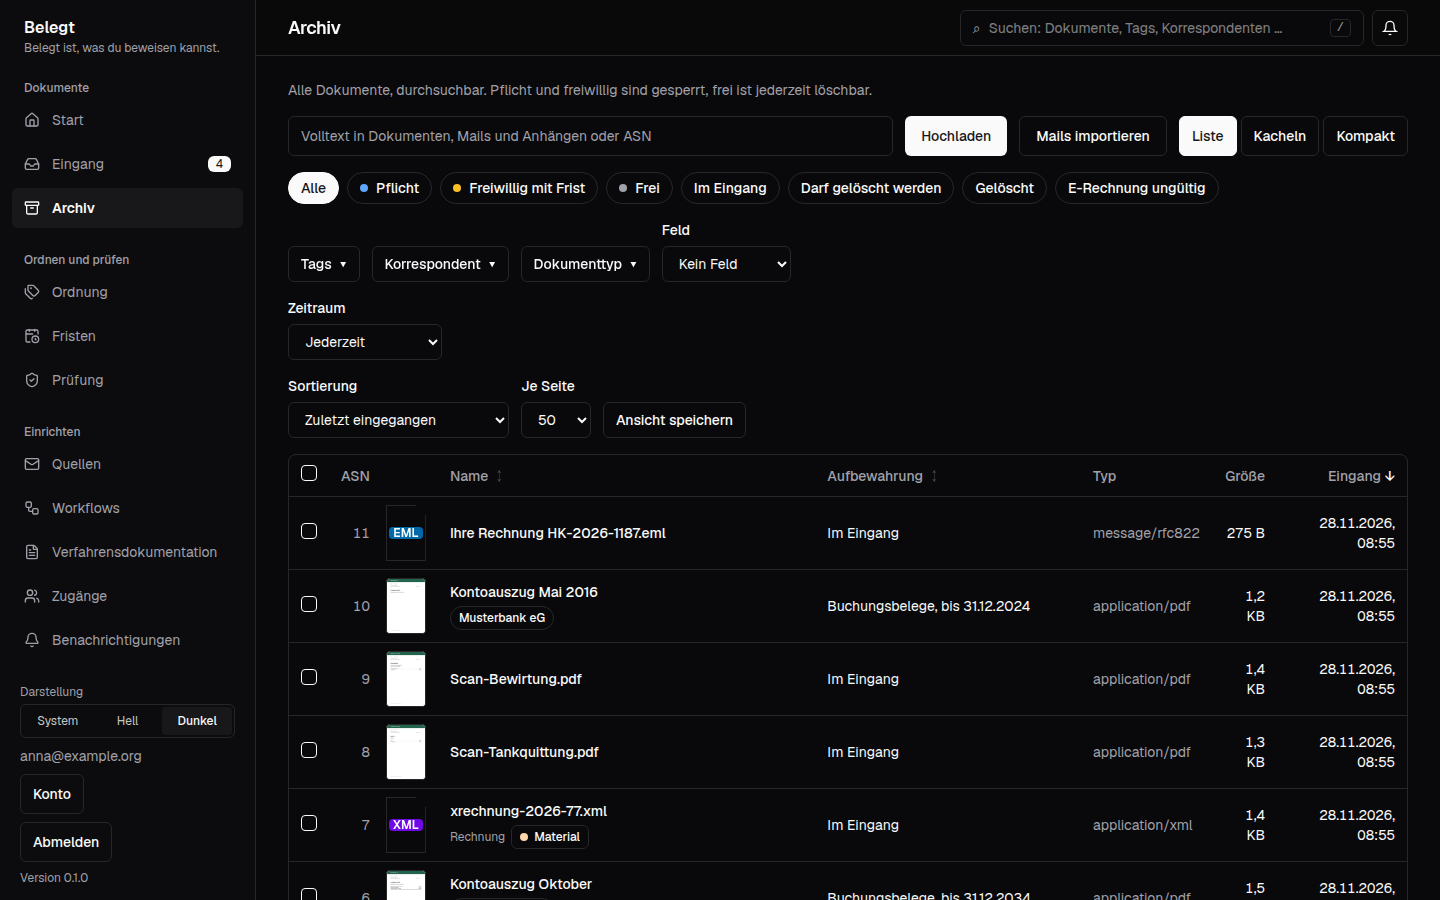 Belegt
Belegt ist, was du beweisen kannst.
Dokumente
Start
Eingang 4
Archiv
Ordnen und prüfen
Ordnung
Fristen
Prüfung
Einrichten
Quellen
Workflows
Verfahrensdokumentation
Zugänge
Benachrichtigungen
Darstellung
System Hell Dunkel
anna@example.org
Konto
Abmelden
Version 0.1.0
Archiv
Suchen: Dokumente, Tags, Korrespondenten … /
Alle Dokumente, durchsuchbar. Pflicht und freiwillig sind gesperrt, frei ist jederzeit löschbar.
Volltext in Dokumenten, Mails und Anhängen oder ASN Hochladen Mails importieren Liste Kacheln Kompakt
Alle Pflicht Freiwillig mit Frist Frei Im Eingang Darf gelöscht werden Gelöscht E-Rechnung ungültig
Feld
Tags ▾ Korrespondent ▾ Dokumenttyp ▾ Kein Feld
Zeitraum
Jederzeit
Sortierung Je Seite
Zuletzt eingegangen 50 Ansicht speichern
ASN Name ↕ Aufbewahrung ↕ Typ Größe Eingang ↓
11 EML Ihre Rechnung HK-2026-1187.eml Im Eingang message/rfc822 275 B 28.11.2026, 08:55
10 Kontoauszug Mai 2016 Buchungsbelege, bis 31.12.2024 application/pdf 1,2 KB 28.11.2026, 08:55
Musterbank eG
9 Scan-Bewirtung.pdf Im Eingang application/pdf 1,4 KB 28.11.2026, 08:55
8 Scan-Tankquittung.pdf Im Eingang application/pdf 1,3 KB 28.11.2026, 08:55
7 XML xrechnung-2026-77.xml Im Eingang application/xml 1,4 KB 28.11.2026, 08:55
Rechnung Material
6 Kontoauszug Oktober Buchungsbelege, bis 31.12.2034 application/pdf 1,5 28.11.2026,